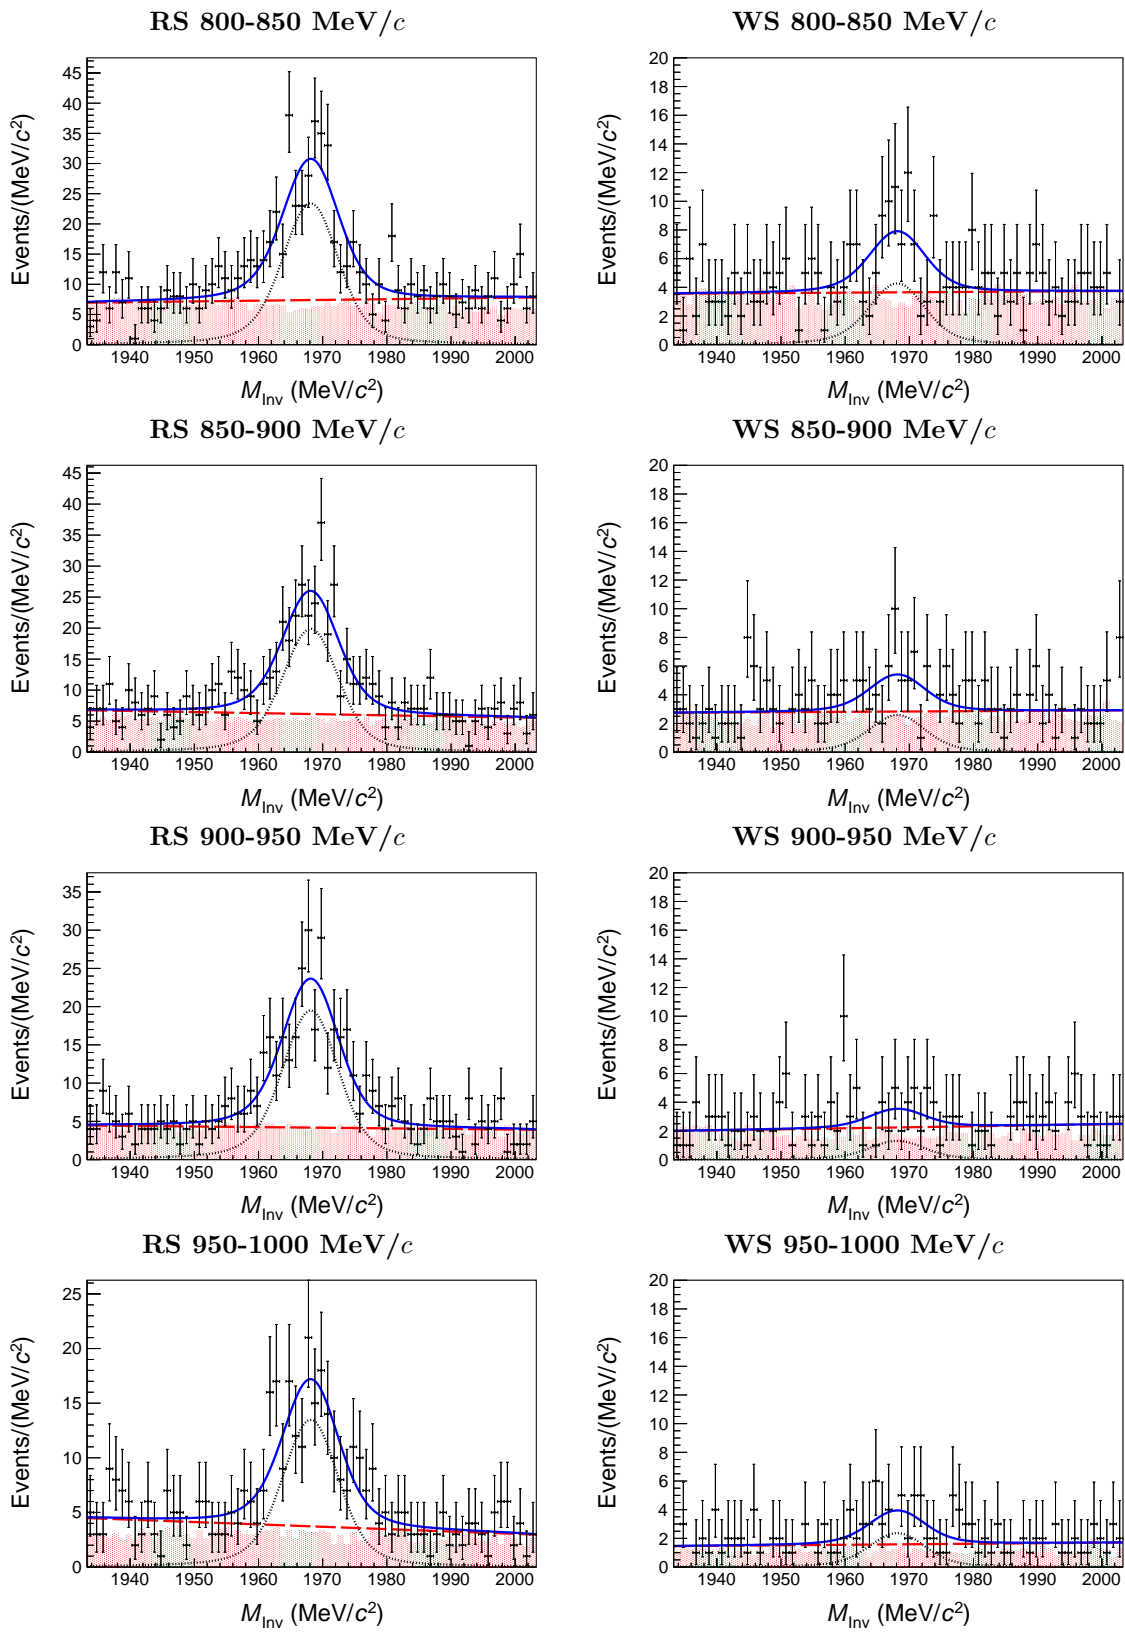 RS 800-850 MeV/c
WS 800-850 MeV/c
Events/(MeV/c²)
45
40
35
30
25
20
15
10
5
0
1940 1950 1960 1970 1980 1990 2000
M_Inv (MeV/c²)
Events/(MeV/c²)
20
18
16
14
12
10
8
6
4
2
0
1940 1950 1960 1970 1980 1990 2000
M_Inv (MeV/c²)
RS 850-900 MeV/c
WS 850-900 MeV/c
Events/(MeV/c²)
45
40
35
30
25
20
15
10
5
0
1940 1950 1960 1970 1980 1990 2000
M_Inv (MeV/c²)
Events/(MeV/c²)
20
18
16
14
12
10
8
6
4
2
0
1940 1950 1960 1970 1980 1990 2000
M_Inv (MeV/c²)
RS 900-950 MeV/c
WS 900-950 MeV/c
Events/(MeV/c²)
35
30
25
20
15
10
5
0
1940 1950 1960 1970 1980 1990 2000
M_Inv (MeV/c²)
Events/(MeV/c²)
20
18
16
14
12
10
8
6
4
2
0
1940 1950 1960 1970 1980 1990 2000
M_Inv (MeV/c²)
RS 950-1000 MeV/c
WS 950-1000 MeV/c
Events/(MeV/c²)
25
20
15
10
5
0
1940 1950 1960 1970 1980 1990 2000
M_Inv (MeV/c²)
Events/(MeV/c²)
20
18
16
14
12
10
8
6
4
2
0
1940 1950 1960 1970 1980 1990 2000
M_Inv (MeV/c²)